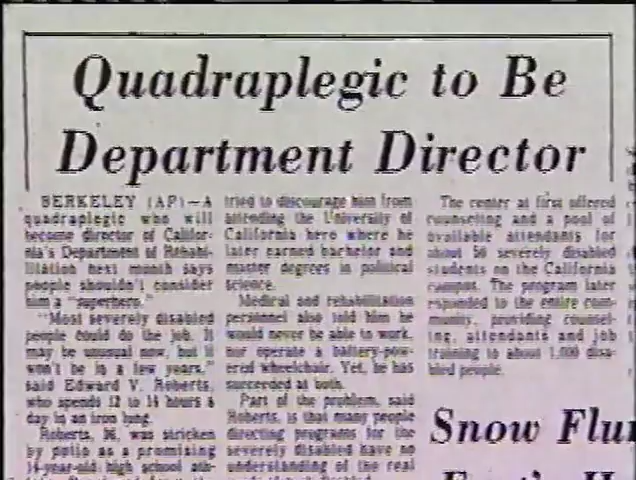 Quadraplegic to Be
Department Director
BERKELEY (AP)—A
quadraplegic who will
become director of Califor-
nia's Department of Rehabi-
litation next month says
people shouldn't consider
him a "superhero."
"Most severely disabled
people could do the job. It
may be unusual now, but it
won't be in a few years,"
said Edward V. Roberts,
who spends 12 to 14 hours a
day in an iron lung.
Roberts, 36, was stricken
by polio as a promising
14-year-old high school ath-
tried to discourage him from
attending the University of
California here where he
later earned bachelor and
master degrees in political
science.
Medical and rehabilitation
personnel also told him he
would never be able to work,
nor operate a battery-pow-
ered wheelchair. Yet, he has
succeeded at both.
Part of the problem, said
Roberts, is that many people
directing programs for the
severely disabled have no
understanding of the real
The center at first offered
counseling and a pool of
available attendants for
about 50 severely disabled
students on the California
campus. The program later
expanded to the entire com-
munity, providing counsel-
ing, attendants and job
training to about 1,000 disa-
bled people.
Snow